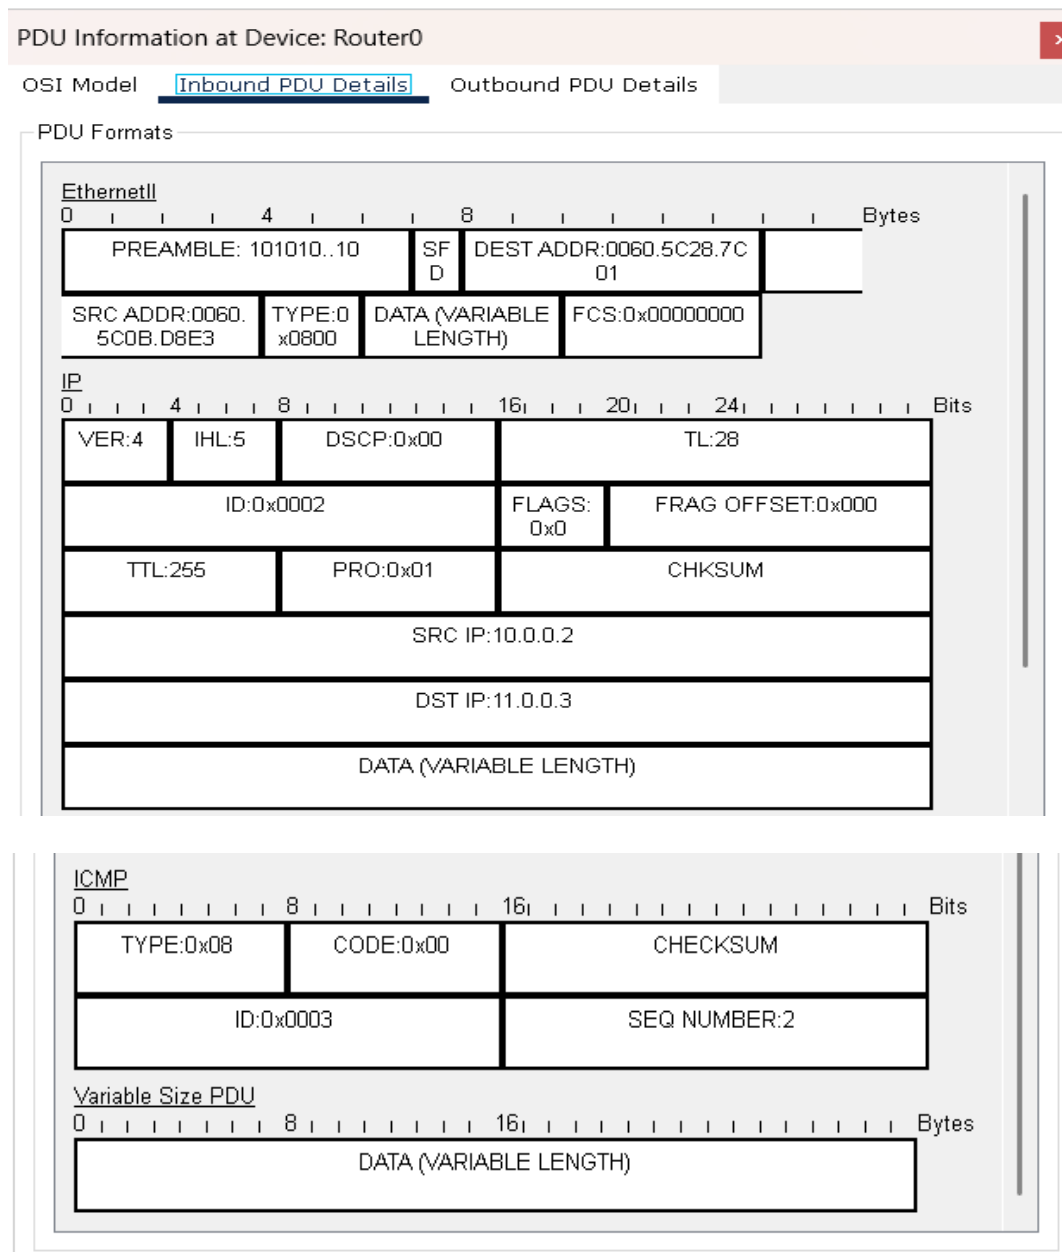 PDU Information at Device: Router0
OSI Model Inbound PDU Details Outbound PDU Details
PDU Formats
EthernetII
0 4 8 Bytes
PREAMBLE: 101010..10 SF DEST ADDR:0060.5C28.7C
D 01
SRC ADDR:0060. TYPE:0 DATA (VARIABLE FCS:0x00000000
5C0B.D8E3 x0800 LENGTH)
IP
0 4 8 16 20 24 Bits
VER:4 IHL:5 DSCP:0x00 TL:28
ID:0x0002 FLAGS: FRAG OFFSET:0x000
0x0
TTL:255 PRO:0x01 CHKSUM
SRC IP:10.0.0.2
DST IP:11.0.0.3
DATA (VARIABLE LENGTH)
ICMP
0 8 16 Bits
TYPE:0x08 CODE:0x00 CHECKSUM
ID:0x0003 SEQ NUMBER:2
Variable Size PDU
0 8 16 Bytes
DATA (VARIABLE LENGTH)